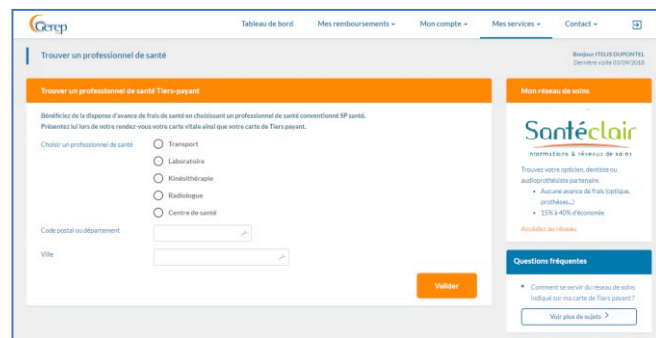 Gerep
Tableau de bord Mes remboursements Mon compte Mes services Contact
Trouver un professionnel de santé
Bonjour ITELIS DUPONTEL
Dernière visite 03/09/2018
Trouver un professionnel de santé Tiers-payant
Bénéficiez de la dispense d'avance de frais de santé en choisissant un professionnel de santé conventionné SP santé.
Présentez lui lors de votre rendez-vous votre carte vitale ainsi que votre carte de Tiers payant.
Choisir un professionnel de santé
Transport
Laboratoire
Kinésithérapie
Radiologue
Centre de santé
Code postal ou département
Ville
Valider
Mon réseau de soins
Santéclair
informations & réseaux de soins
Trouvez votre opticien, dentiste ou
audioprothésiste partenaire
• Aucune avance de frais (optique,
prothèses...)
• 15% à 40% d'économie
Accédez au réseau
Questions fréquentes
Comment se servir du réseau de soins
indiqué sur ma carte de Tiers payant ?
Voir plus de sujets >